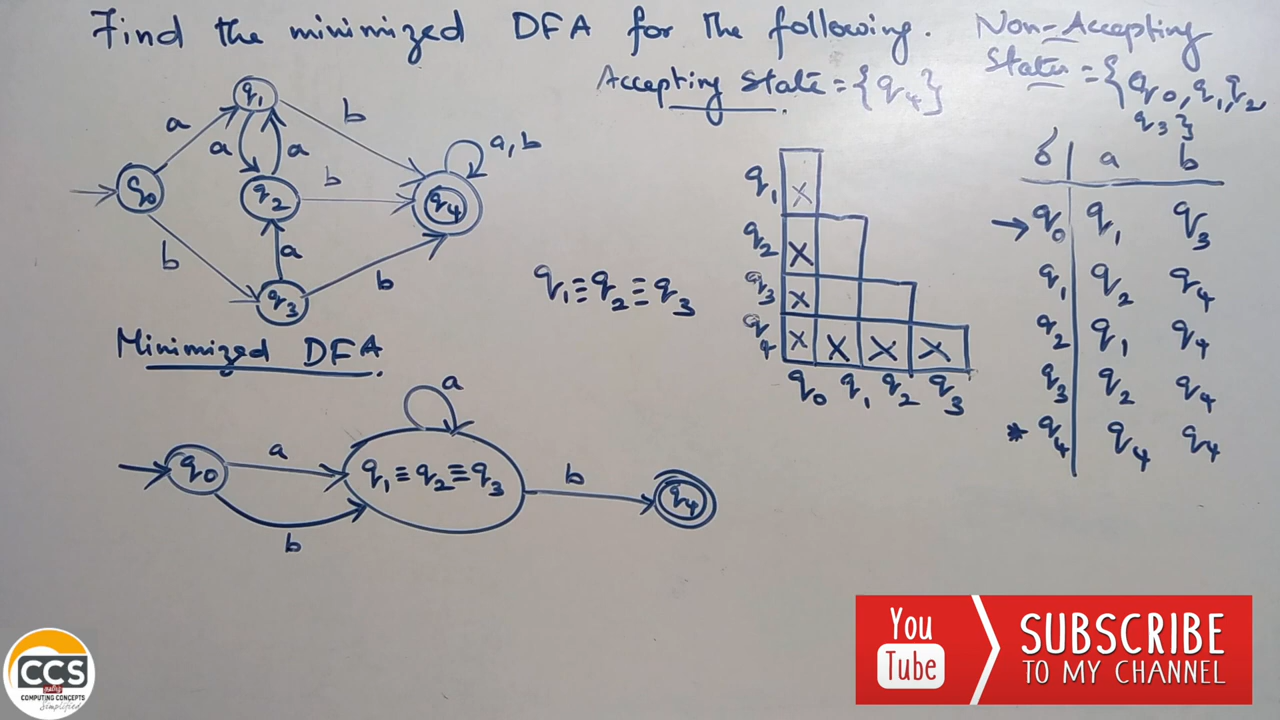 Find the minimized DFA for the following.
Non-Accepting
States = {q0, q1, q2
q3}
Accepting State = {q4}
q1
a
b
a
a
a, b
q0
q2
b
q4
b
a
b
q3
q1 ≡ q2 ≡ q3
q1 X
q2 X
q3 X
q4 X X X X
q0 q1 q2 q3
δ | a b
→ q0 q1 q3
q1 q2 q4
q2 q1 q4
q3 q2 q4
* q4 q4 q4
Minimized DFA.
a
q0 a q1 ≡ q2 ≡ q3 b q4
b
CCS
COMPUTING CONCEPTS
Simplified
You
Tube
SUBSCRIBE
TO MY CHANNEL